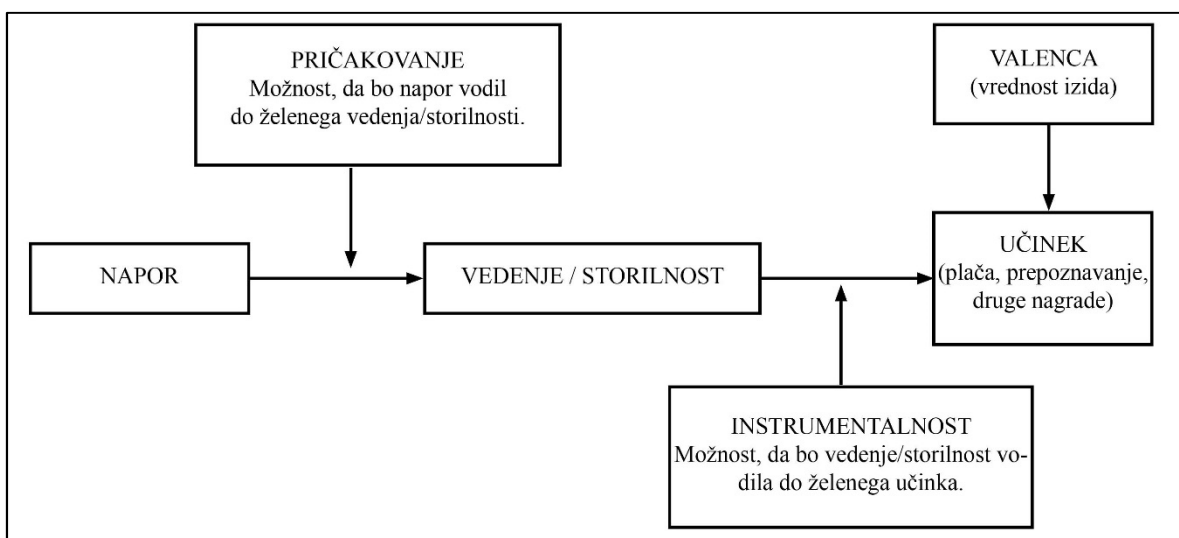 PRIČAKOVANJE
Možnost, da bo napor vodil
do želenega vedenja/storilnosti.
VALENCA
(vrednost izida)
NAPOR
VEDENJE / STORILNOST
UČINEK
(plača, prepoznavanje,
druge nagrade)
INSTRUMENTALNOST
Možnost, da bo vedenje/storilnost vo-
dila do želenega učinka.